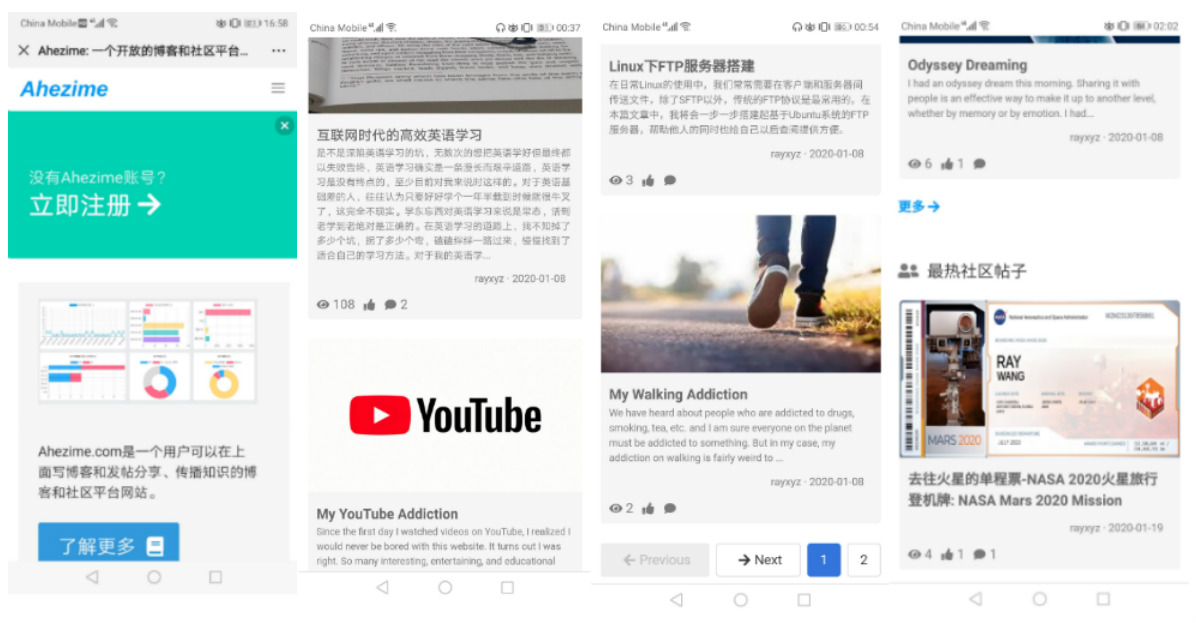 China Mobile 16:58
Ahezime: 一个开放的博客和社区平台...
Ahezime
没有Ahezime账号？
立即注册
Ahezime.com是一个用户可以在上
面写博客和发帖分享、传播知识的博
客和社区平台网站。
了解更多
China Mobile 00:37
互联网时代的高效英语学习
是不是深陷英语学习的坑，无数次的想把英语学好但最终都
以失败告终，英语学习确实是一条漫长而艰辛道路，英语学
习是没有终点的，至少目前对我来说时这样的。对于英语基
础差的人，往往认为只要好好学个一年半载到时候就很牛叉
了，这完全不现实。学东忘西对英语学习来说是常态，活到
老学到老绝对是正确的。在英语学习的道路上，我不知掉了
多少个坑，拐了多少个弯，磕磕绊绊一路过来，慢慢找到了
适合自己的学习方法。对于我的英语学...
rayxyz · 2020-01-08
108 2
YouTube
My YouTube Addiction
Since the first day I watched videos on YouTube, I realized I
would never be bored with this website. It turns out I was
right. So many interesting, entertaining, and educational
China Mobile 00:54
Linux下FTP服务器搭建
在日常Linux的使用中，我们常常需要在客户端和服务器间
传送文件，除了SFTP以外，传统的FTP协议是最常用的，在
本篇文章中，我将会一步一步搭建起基于Ubuntu系统的FTP
服务器，帮助他人的同时也给自己以后查阅提供方便。
rayxyz · 2020-01-08
3
My Walking Addiction
We have heard about people who are addicted to drugs,
smoking, tea, etc. and I am sure everyone on the planet
must be addicted to something. But in my case, my
addiction on walking is fairly weird to ...
rayxyz · 2020-01-08
2
Previous Next 1 2
China Mobile 02:02
Odyssey Dreaming
I had an odyssey dream this morning. Sharing it with
people is an effective way to make it up to another level,
whether by memory or by emotion. I had...
rayxyz · 2020-01-08
6 1
更多
最热社区帖子
NASA National Aeronautics and Space Administration
RAY
WANG
MARS 2020
JULY 2020
去往火星的单程票-NASA 2020火星旅行
登机牌: NASA Mars 2020 Mission
rayxyz · 2020-01-19
4 1 1